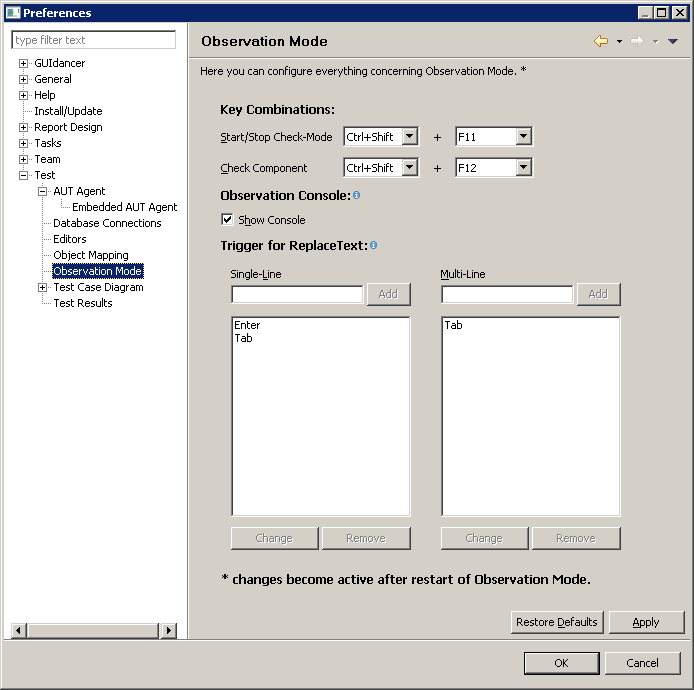 Preferences
type filter text
GUIdancer
General
Help
Install/Update
Report Design
Tasks
Team
Test
AUT Agent
Embedded AUT Agent
Database Connections
Editors
Object Mapping
Observation Mode
Test Case Diagram
Test Results
Observation Mode
Here you can configure everything concerning Observation Mode. *
Key Combinations:
Start/Stop Check-Mode Ctrl+Shift + F11
Check Component Ctrl+Shift + F12
Observation Console:
Show Console
Trigger for ReplaceText:
Single-Line Multi-Line
Add Add
Enter Tab
Tab
Change Remove Change Remove
* changes become active after restart of Observation Mode.
Restore Defaults Apply
OK Cancel